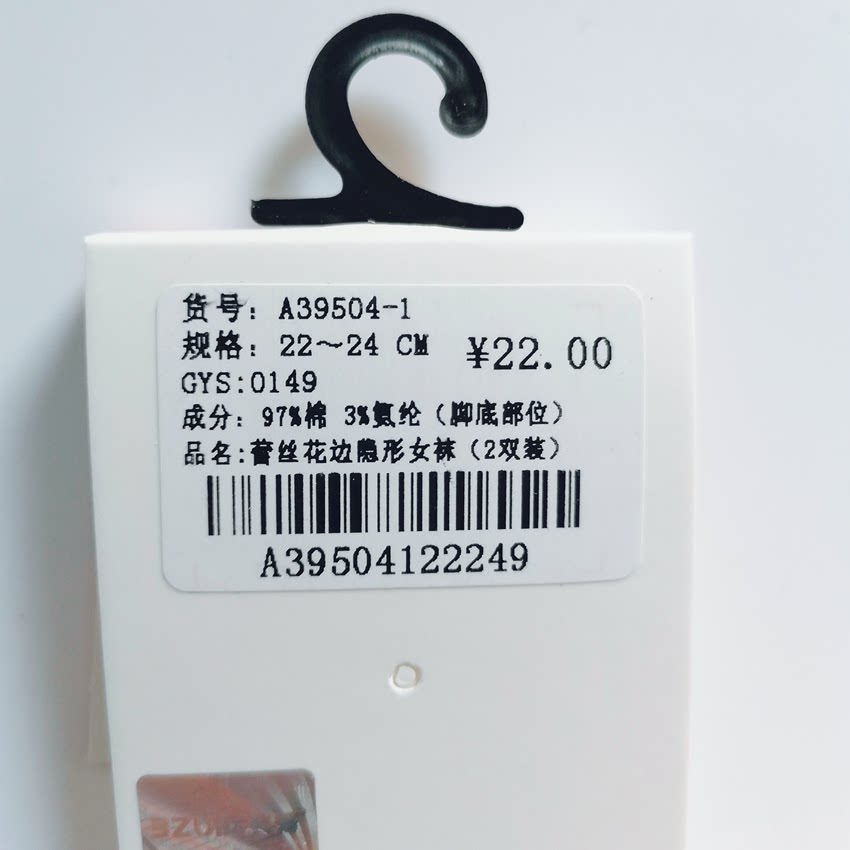 货号: A39504-1
规格: 22～24 CM ¥22.00
GYS:0149
成分: 97%棉 3%氨纶（脚底部位）
品名:蕾丝花边隐形女袜（2双装）
A39504122249